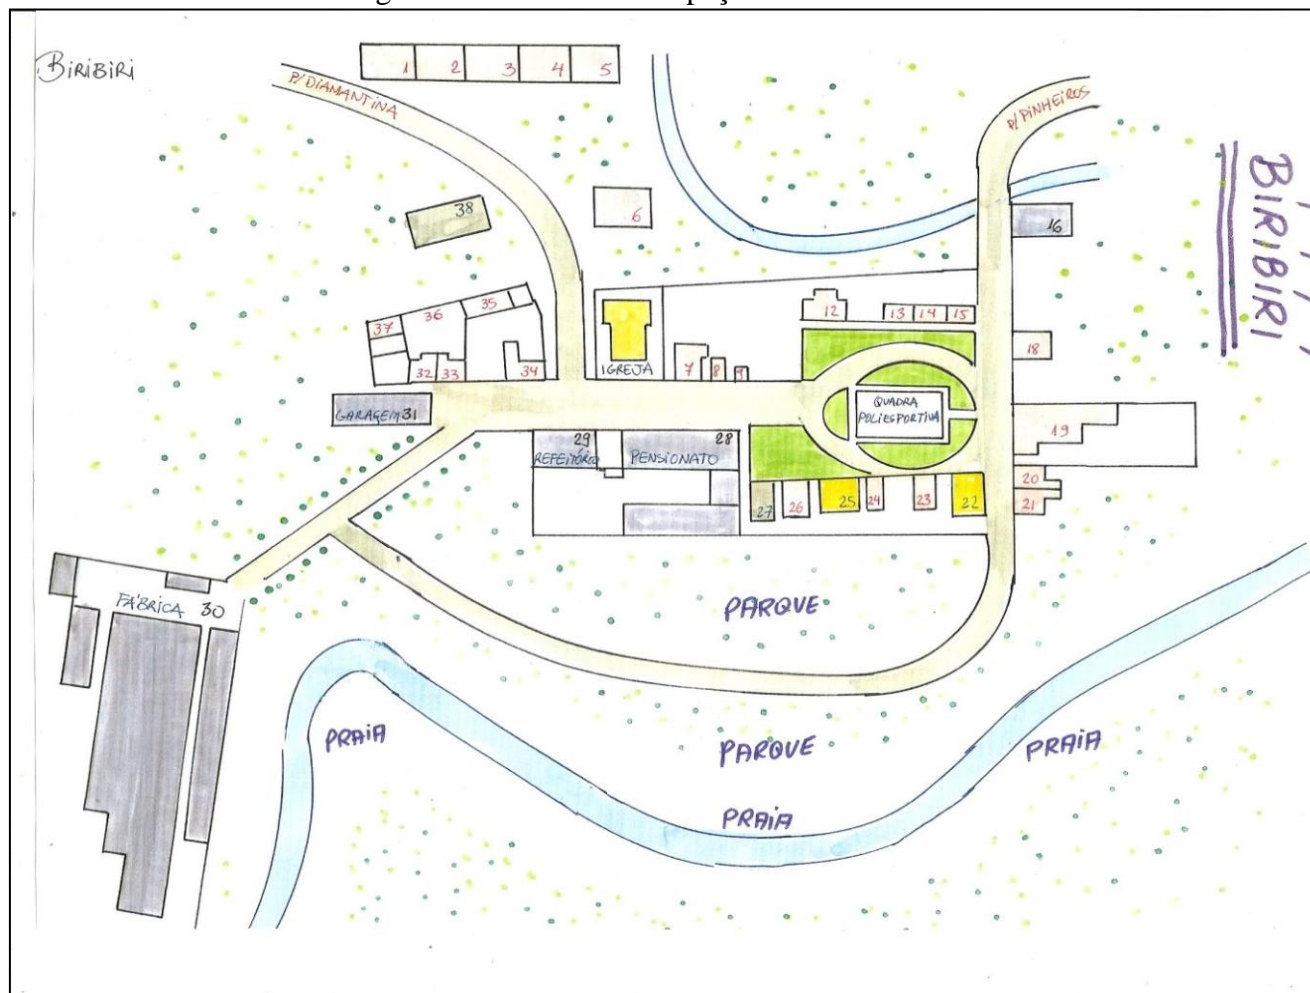 BIRIBIRI
1 2 3 4 5
P/DIAMANTINA
P/PINHEIROS
BIRIBIRI
38
6
16
35
36
37
12
13 14 15
32 33
34
IGREJA
7 8 9
18
QUADRA
POLIESPORTIVA
GARAGEM 31
19
29
REFEITÓRIO
28
PENSIONATO
20
21
27 26 25 24 23 22
FÁBRICA 30
PARQUE
PRAIA
PARQUE
PRAIA
PRAIA